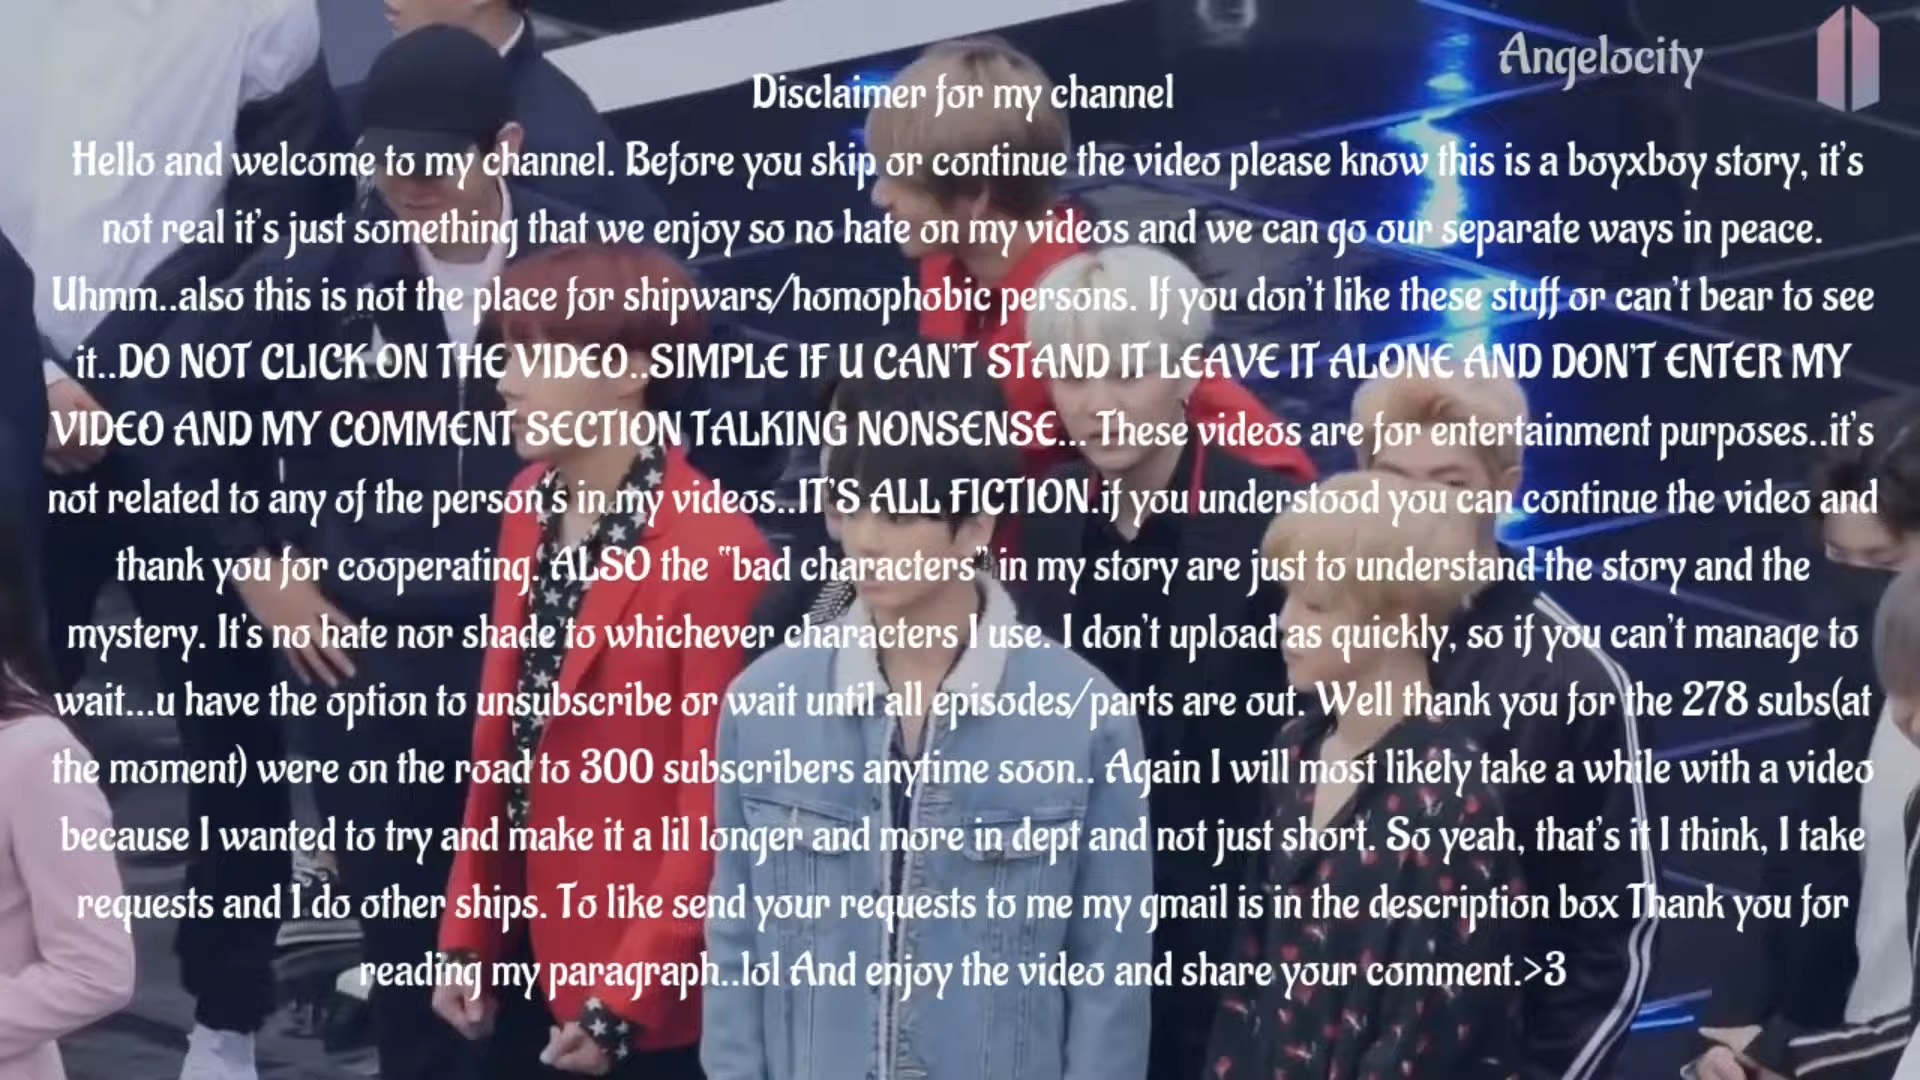 Angelocity
Disclaimer for my channel
Hello and welcome to my channel. Before you skip or continue the video please know this is a boyxboy story, it's
not real it's just something that we enjoy so no hate on my videos and we can go our separate ways in peace.
Uhmm..also this is not the place for shipwars/homophobic persons. If you don't like these stuff or can't bear to see
it..DO NOT CLICK ON THE VIDEO..SIMPLE IF U CAN'T STAND IT LEAVE IT ALONE AND DON'T ENTER MY
VIDEO AND MY COMMENT SECTION TALKING NONSENSE... These videos are for entertainment purposes..it's
not related to any of the person's in my videos..IT'S ALL FICTION.if you understood you can continue the video and
thank you for cooperating. ALSO the "bad characters" in my story are just to understand the story and the
mystery. It's no hate nor shade to whichever characters I use. I don't upload as quickly, so if you can't manage to
wait...u have the option to unsubscribe or wait until all episodes/parts are out. Well thank you for the 278 subs(at
the moment) were on the road to 300 subscribers anytime soon.. Again I will most likely take a while with a video
because I wanted to try and make it a lil longer and more in dept and not just short. So yeah, that's it I think, I take
requests and I do other ships. To like send your requests to me my gmail is in the description box Thank you for
reading my paragraph..lol And enjoy the video and share your comment.>3